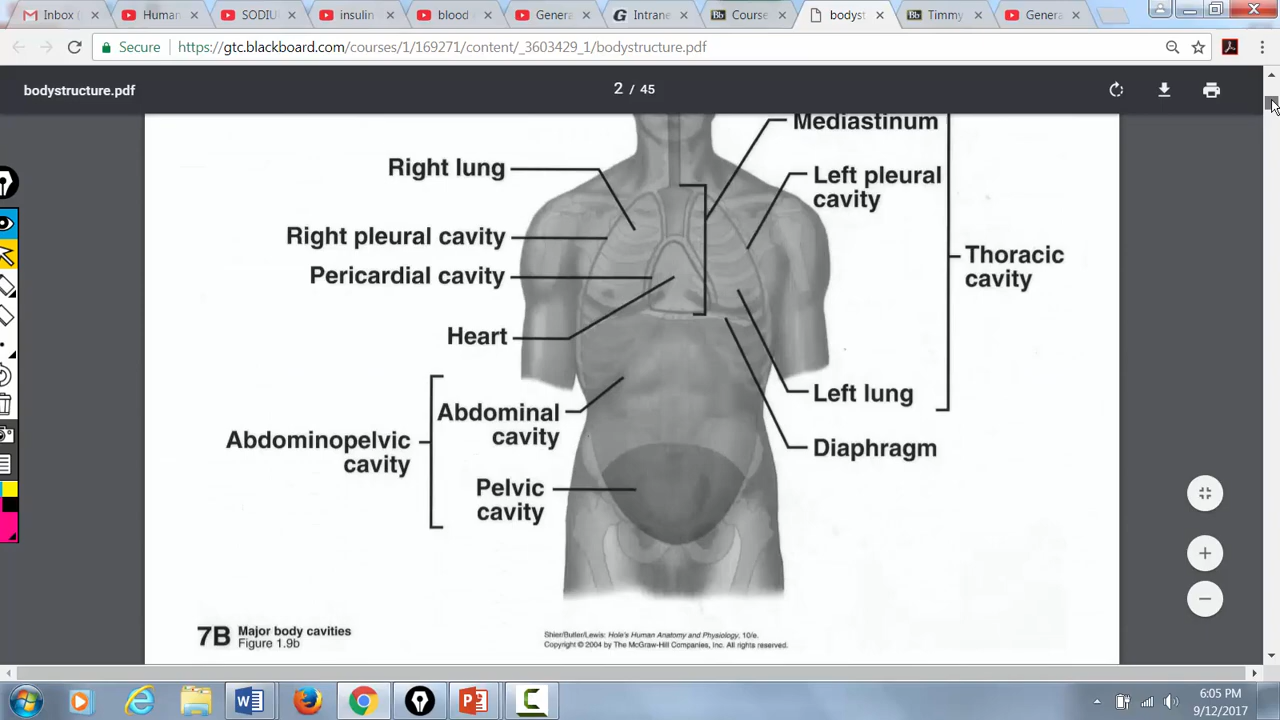 Inbox (
Human
SODIU
insulin
blood
Genera
Intrane
Course
bodyst
Timmy
Genera
Secure
https://gtc.blackboard.com/courses/1/169271/content/_3603429_1/bodystructure.pdf
bodystructure.pdf
2 / 45
Mediastinum
Right lung
Left pleural
cavity
Right pleural cavity
Thoracic
cavity
Pericardial cavity
Heart
Left lung
Abdominal
cavity
Abdominopelvic
cavity
Diaphragm
Pelvic
cavity
7B Major body cavities
Figure 1.9b
Shier/Butler/Lewis: Hole's Human Anatomy and Physiology, 10/e.
Copyright © 2004 by The McGraw-Hill Companies, Inc. All rights reserved.
6:05 PM
9/12/2017